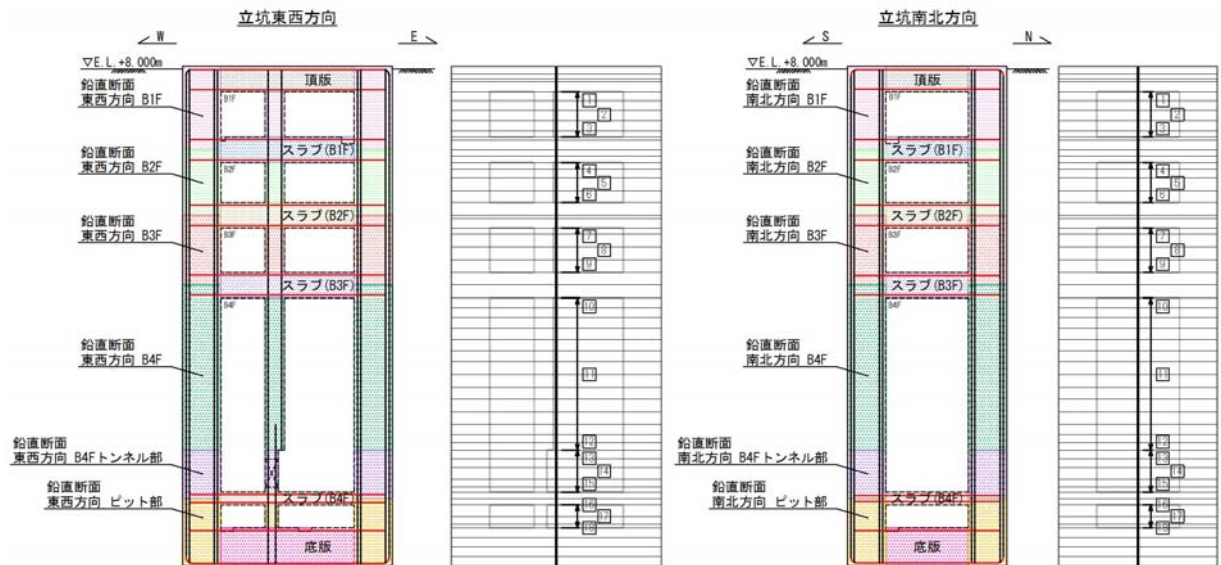 立坑東西方向
W
E
▽E.L.+8.000m
頂版
鉛直断面
東西方向 B1F
B1F
スラブ(B1F)
鉛直断面
東西方向 B2F
B2F
スラブ(B2F)
鉛直断面
東西方向 B3F
B3F
スラブ(B3F)
B4F
鉛直断面
東西方向 B4F
鉛直断面
東西方向 B4Fトンネル部
スラブ(B4F)
鉛直断面
東西方向 ピット部
底版
1
2
3
4
5
6
7
8
9
10
11
12
13
14
15
16
17
18
立坑南北方向
S
N
▽E.L.+8.000m
頂版
鉛直断面
南北方向 B1F
B1F
スラブ(B1F)
鉛直断面
南北方向 B2F
B2F
スラブ(B2F)
鉛直断面
南北方向 B3F
B3F
スラブ(B3F)
B4F
鉛直断面
南北方向 B4F
鉛直断面
南北方向 B4Fトンネル部
スラブ(B4F)
鉛直断面
南北方向 ピット部
底版
1
2
3
4
5
6
7
8
9
10
11
12
13
14
15
16
17
18